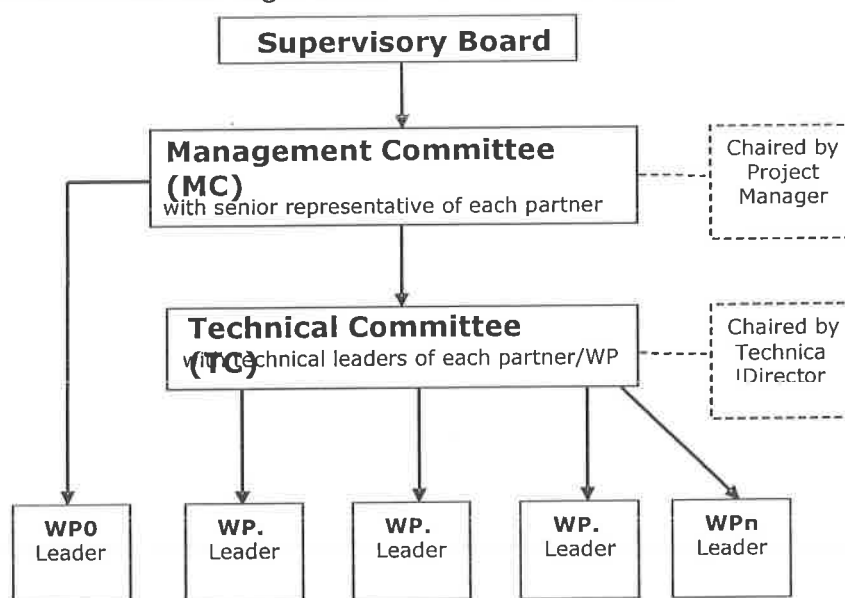 Supervisory Board
Management Committee
(MC)
with senior representative of each partner
Chaired by
Project
Manager
Technical Committee
(TC)
with technical leaders of each partner/WP
Chaired by
Technica
lDirector
WP0
Leader
WP.
Leader
WP.
Leader
WP.
Leader
WPn
Leader